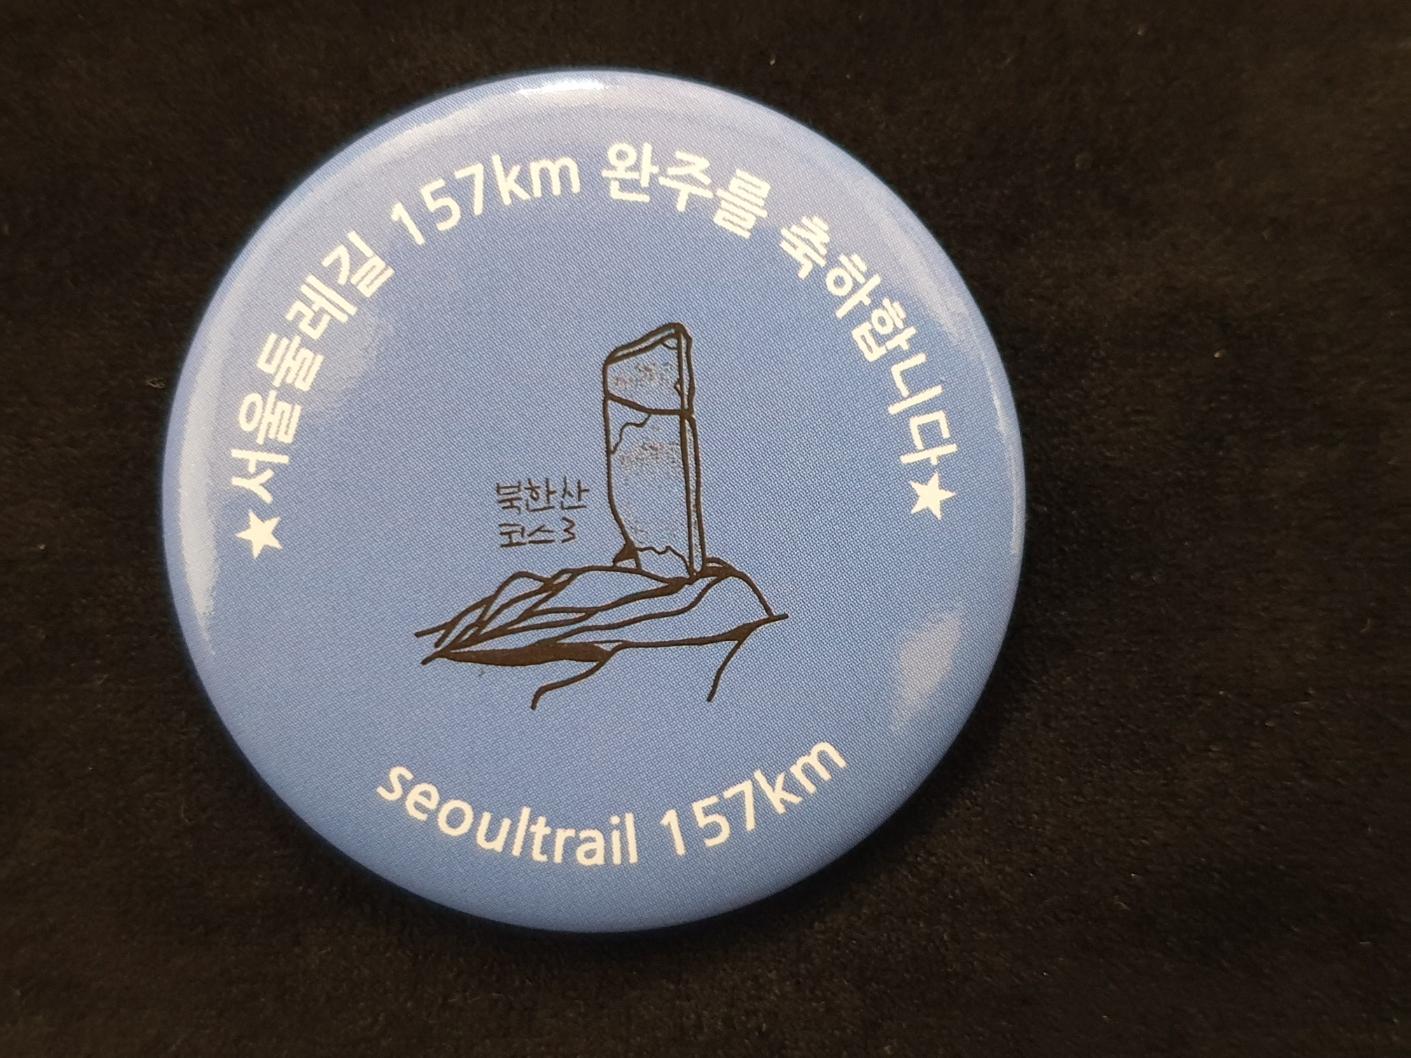 ★서울둘레길 157km 완주를 축하합니다★
북한산
코스3
seoultrail 157km